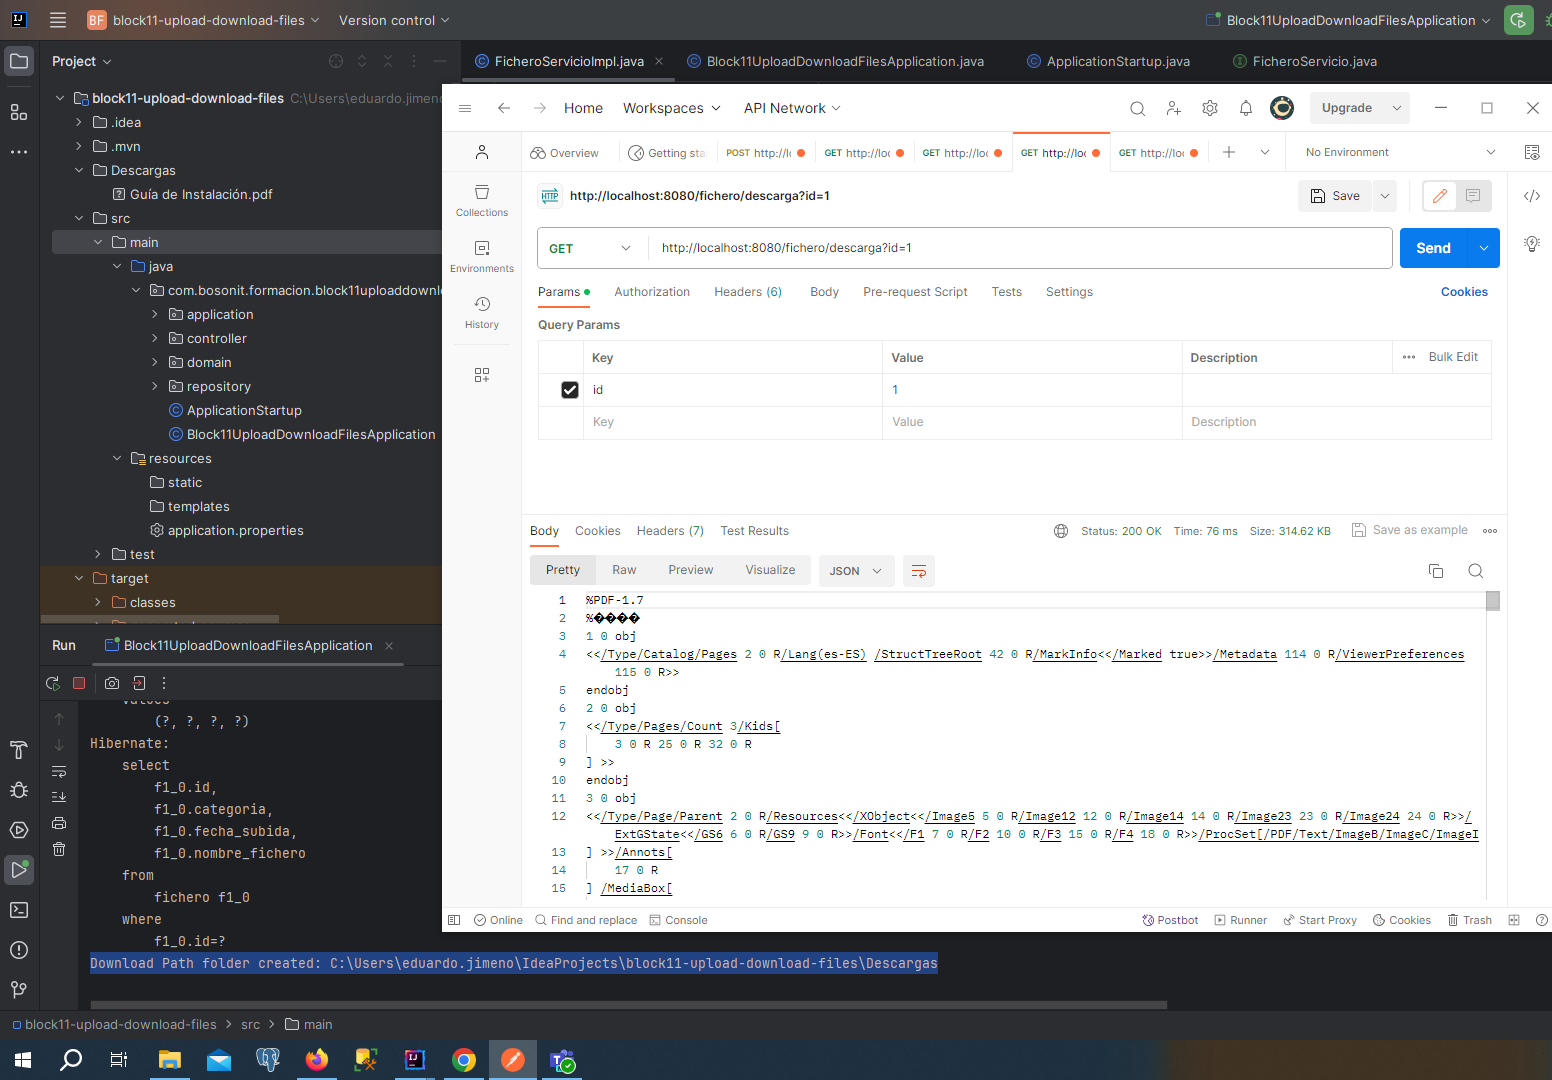 BF block11-upload-download-files
Version control
Block11UploadDownloadFilesApplication
Project
FicheroServicioImpl.java
Block11UploadDownloadFilesApplication.java
ApplicationStartup.java
FicheroServicio.java
block11-upload-download-files C:\Users\eduardo.jimeno
.idea
.mvn
Descargas
Guía de Instalación.pdf
src
main
java
com.bosonit.formacion.block11uploaddownl
application
controller
domain
repository
ApplicationStartup
Block11UploadDownloadFilesApplication
resources
static
templates
application.properties
test
target
classes
Home
Workspaces
API Network
Upgrade
Overview
Getting sta
POST http://loc
GET http://loc
GET http://loc
GET http://loc
GET http://loc
No Environment
HTTP http://localhost:8080/fichero/descarga?id=1
Save
Collections
Environments
History
GET http://localhost:8080/fichero/descarga?id=1
Send
Params
Authorization
Headers (6)
Body
Pre-request Script
Tests
Settings
Cookies
Query Params
Key Value Description Bulk Edit
id 1
Key Value Description
Body Cookies Headers (7) Test Results
Status: 200 OK Time: 76 ms Size: 314.62 KB Save as example
Pretty Raw Preview Visualize JSON
1 %PDF-1.7
2 %����
3 1 0 obj
4 <</Type/Catalog/Pages 2 0 R/Lang(es-ES) /StructTreeRoot 42 0 R/MarkInfo<</Marked true>>/Metadata 114 0 R/ViewerPreferences
115 0 R>>
5 endobj
6 2 0 obj
7 <</Type/Pages/Count 3/Kids[
8 3 0 R 25 0 R 32 0 R
9 ] >>
10 endobj
11 3 0 obj
12 <</Type/Page/Parent 2 0 R/Resources<</XObject<</Image5 5 0 R/Image12 12 0 R/Image14 14 0 R/Image23 23 0 R/Image24 24 0 R>>/
ExtGState<</GS6 6 0 R/GS9 9 0 R>>/Font<</F1 7 0 R/F2 10 0 R/F3 15 0 R/F4 18 0 R>>/ProcSet[/PDF/Text/ImageB/ImageC/ImageI
13 ] >>/Annots[
14 17 0 R
15 ] /MediaBox[
Online
Find and replace
Console
Postbot
Runner
Start Proxy
Cookies
Trash
Run
Block11UploadDownloadFilesApplication
values
(?, ?, ?, ?)
Hibernate:
select
f1_0.id,
f1_0.categoria,
f1_0.fecha_subida,
f1_0.nombre_fichero
from
fichero f1_0
where
f1_0.id=?
Download Path folder created: C:\Users\eduardo.jimeno\IdeaProjects\block11-upload-download-files\Descargas
block11-upload-download-files > src > main